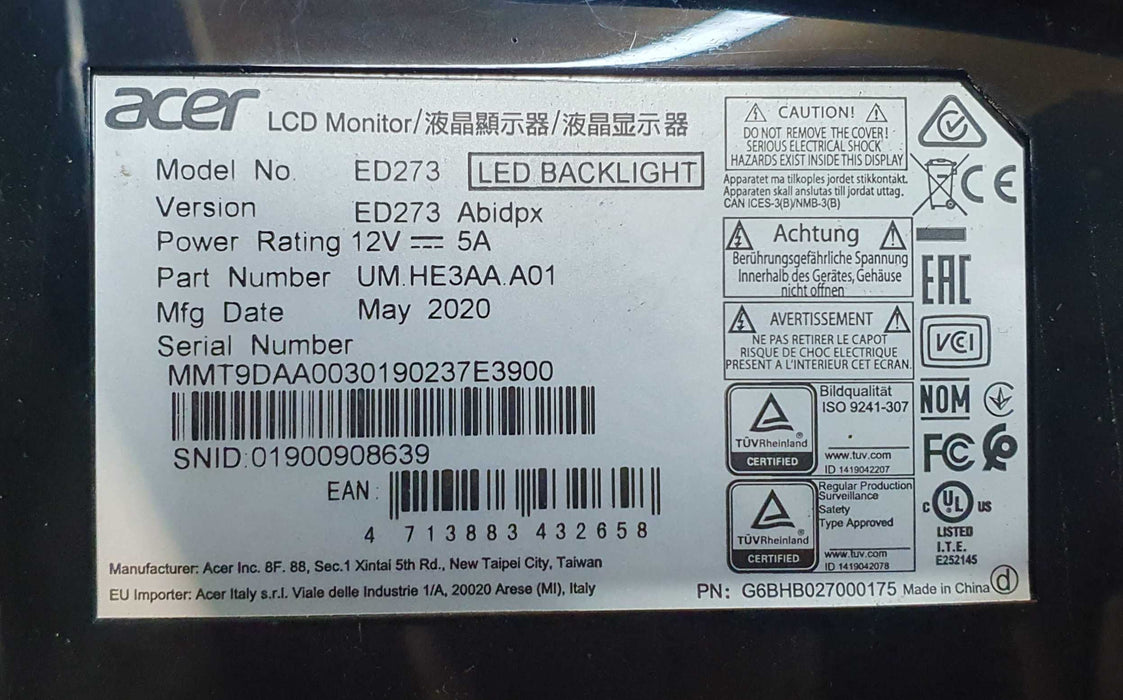 acer
LCD Monitor/液晶顯示器/液晶显示器
Model No. ED273 LED BACKLIGHT
Version ED273 Abidpx
Power Rating 12V 5A
Part Number UM.HE3AA.A01
Mfg Date May 2020
Serial Number
MMT9DAA0030190237E3900
SNID:01900908639
EAN:
4 713883 432658
Manufacturer: Acer Inc. 8F. 88, Sec.1 Xintai 5th Rd., New Taipei City, Taiwan
EU Importer: Acer Italy s.r.l. Viale delle Industrie 1/A, 20020 Arese (MI), Italy
CAUTION!
DO NOT REMOVE THE COVER!
SERIOUS ELECTRICAL SHOCK
HAZARDS EXIST INSIDE THIS DISPLAY
Apparatet ma tilkoples jordet stikkontakt.
Apparaten skall anslutas till jordat uttag.
CAN ICES-3(B)/NMB-3(B)
Achtung
Berührungsgefährliche Spannung
Innerhalb des Gerätes, Gehäuse
nicht öffnen
AVERTISSEMENT
NE PAS RETIRER LE CAPOT
RISQUE DE CHOC ELECTRIQUE
PRESENT A L'INTERIEUR CET ECRAN.
TÜVRheinland
CERTIFIED
Bildqualität
ISO 9241-307
www.tuv.com
ID 1419042207
TÜVRheinland
CERTIFIED
Regular Production
Surveillance
Safety
Type Approved
www.tuv.com
ID 1419042078
CE
EAC
VCI
NOM
FC
C UL US
LISTED
I.T.E.
E252145
PN: G6BHB027000175 Made in China d